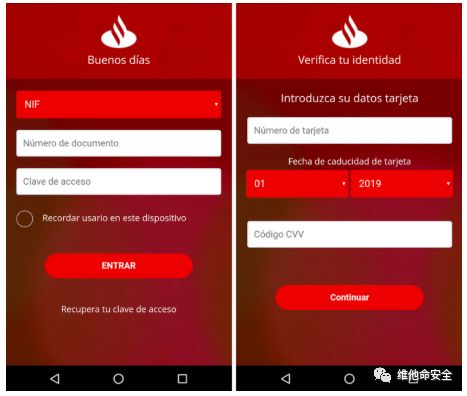 Buenos días
NIF
Número de documento
Clave de acceso
Recordar usario en este dispositivo
ENTRAR
Recupera tu clave de acceso
Verifica tu identidad
Introduzca su datos tarjeta
Número de tarjeta
Fecha de caducidad de tarjeta
01 2019
Código CVV
Continuar
维他命安全